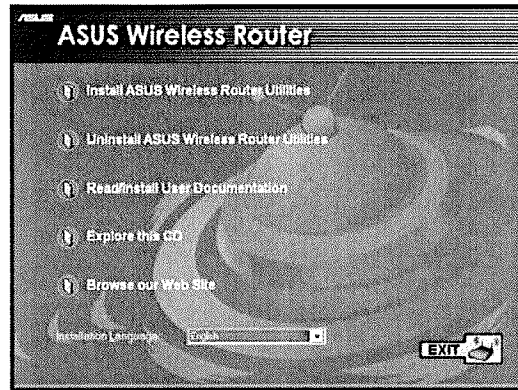 ASUS
ASUS Wireless Router
Install ASUS Wireless Router Utilities
Uninstall ASUS Wireless Router Utilities
Read/Install User Documentation
Explore this CD
Browse our Web Site
Installation Language: English
EXIT